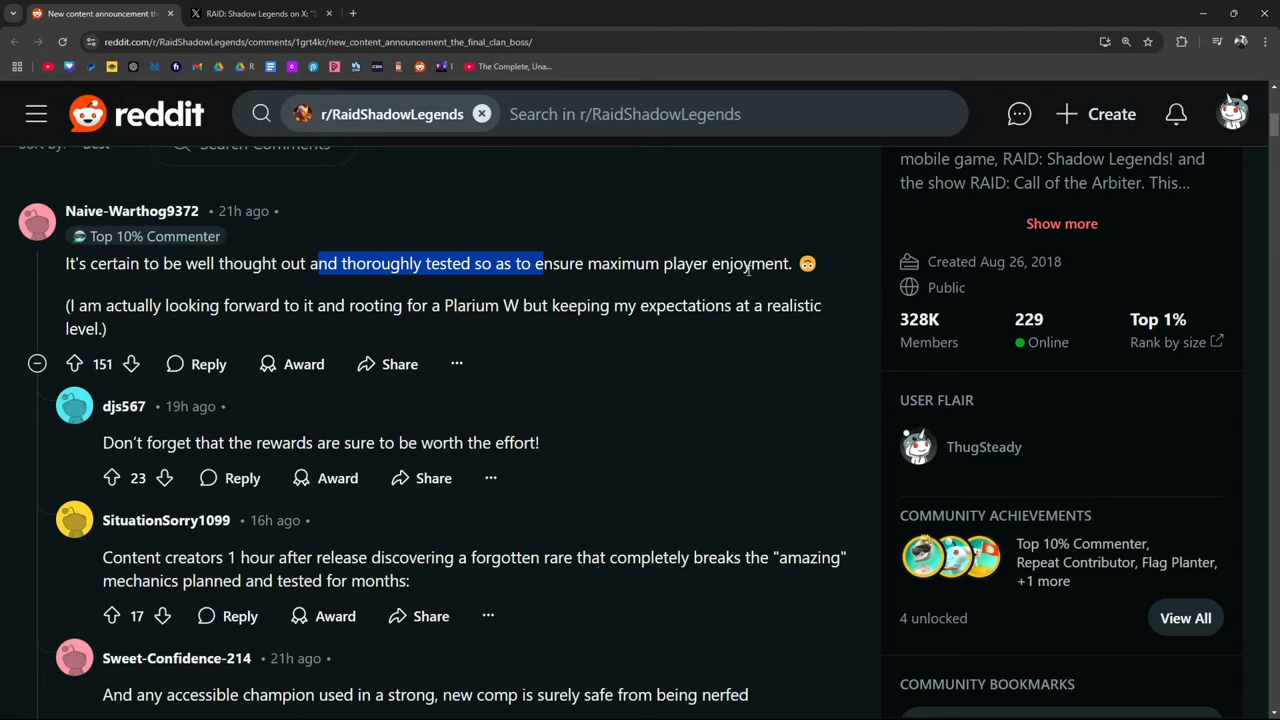 New content announcement th
RAID: Shadow Legends on X: "S
reddit.com/r/RaidShadowLegends/comments/1grt4kr/new_content_announcement_the_final_clan_boss/
The Complete, Una...
reddit
r/RaidShadowLegends
Search in r/RaidShadowLegends
Create
Sort by: Best
Search Comments
mobile game, RAID: Shadow Legends! and
the show RAID: Call of the Arbiter. This...
Show more
Created Aug 26, 2018
Public
328K
229
Top 1%
Members
Online
Rank by size
USER FLAIR
ThugSteady
COMMUNITY ACHIEVEMENTS
Top 10% Commenter,
Repeat Contributor, Flag Planter,
+1 more
4 unlocked
View All
COMMUNITY BOOKMARKS
Naive-Warthog9372 • 21h ago •
Top 10% Commenter
It's certain to be well thought out and thoroughly tested so as to ensure maximum player enjoyment. 🙃
(I am actually looking forward to it and rooting for a Plarium W but keeping my expectations at a realistic
level.)
151 Reply Award Share ...
djs567 • 19h ago •
Don’t forget that the rewards are sure to be worth the effort!
23 Reply Award Share ...
SituationSorry1099 • 16h ago •
Content creators 1 hour after release discovering a forgotten rare that completely breaks the "amazing"
mechanics planned and tested for months:
17 Reply Award Share ...
Sweet-Confidence-214 • 21h ago •
And any accessible champion used in a strong, new comp is surely safe from being nerfed